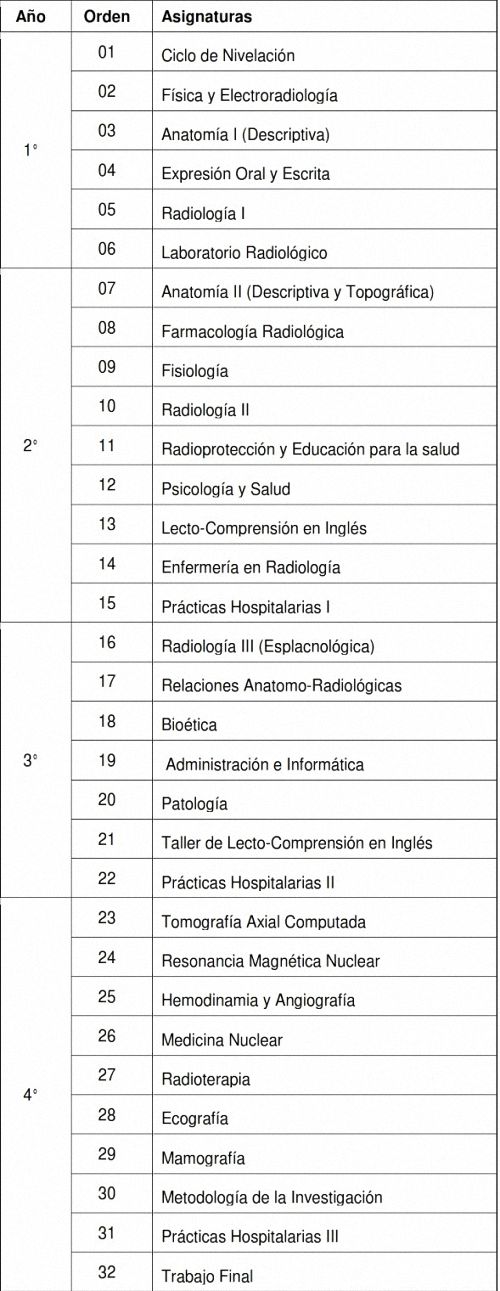 Año Orden Asignaturas
01 Ciclo de Nivelación
02 Física y Electroradiología
1° 03 Anatomía I (Descriptiva)
04 Expresión Oral y Escrita
05 Radiología I
06 Laboratorio Radiológico
07 Anatomía II (Descriptiva y Topográfica)
08 Farmacología Radiológica
09 Fisiología
10 Radiología II
2° 11 Radioprotección y Educación para la salud
12 Psicología y Salud
13 Lecto-Comprensión en Inglés
14 Enfermería en Radiología
15 Prácticas Hospitalarias I
16 Radiología III (Esplacnológica)
17 Relaciones Anatomo-Radiológicas
18 Bioética
3° 19 Administración e Informática
20 Patología
21 Taller de Lecto-Comprensión en Inglés
22 Prácticas Hospitalarias II
23 Tomografía Axial Computada
24 Resonancia Magnética Nuclear
25 Hemodinamia y Angiografía
26 Medicina Nuclear
27 Radioterapia
4° 28 Ecografía
29 Mamografía
30 Metodología de la Investigación
31 Prácticas Hospitalarias III
32 Trabajo Final